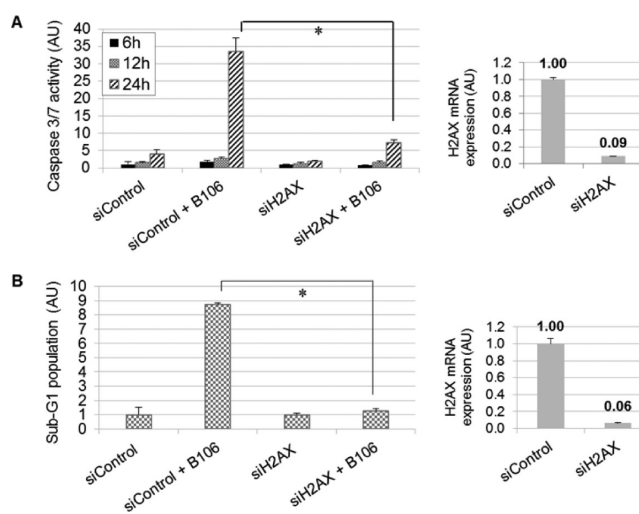 A
Caspase 3/7 activity (AU)
40
35
30
25
20
15
10
5
0
6h
12h
24h
*
siControl
siControl + B106
siH2AX
siH2AX + B106
H2AX mRNA
expression (AU)
1.2
1.0
0.8
0.6
0.4
0.2
0.0
1.00
0.09
siControl
siH2AX
B
Sub-G1 population (AU)
10
9
8
7
6
5
4
3
2
1
0
*
siControl
siControl + B106
siH2AX
siH2AX + B106
H2AX mRNA
expression (AU)
1.2
1.0
0.8
0.6
0.4
0.2
0.0
1.00
0.06
siControl
siH2AX